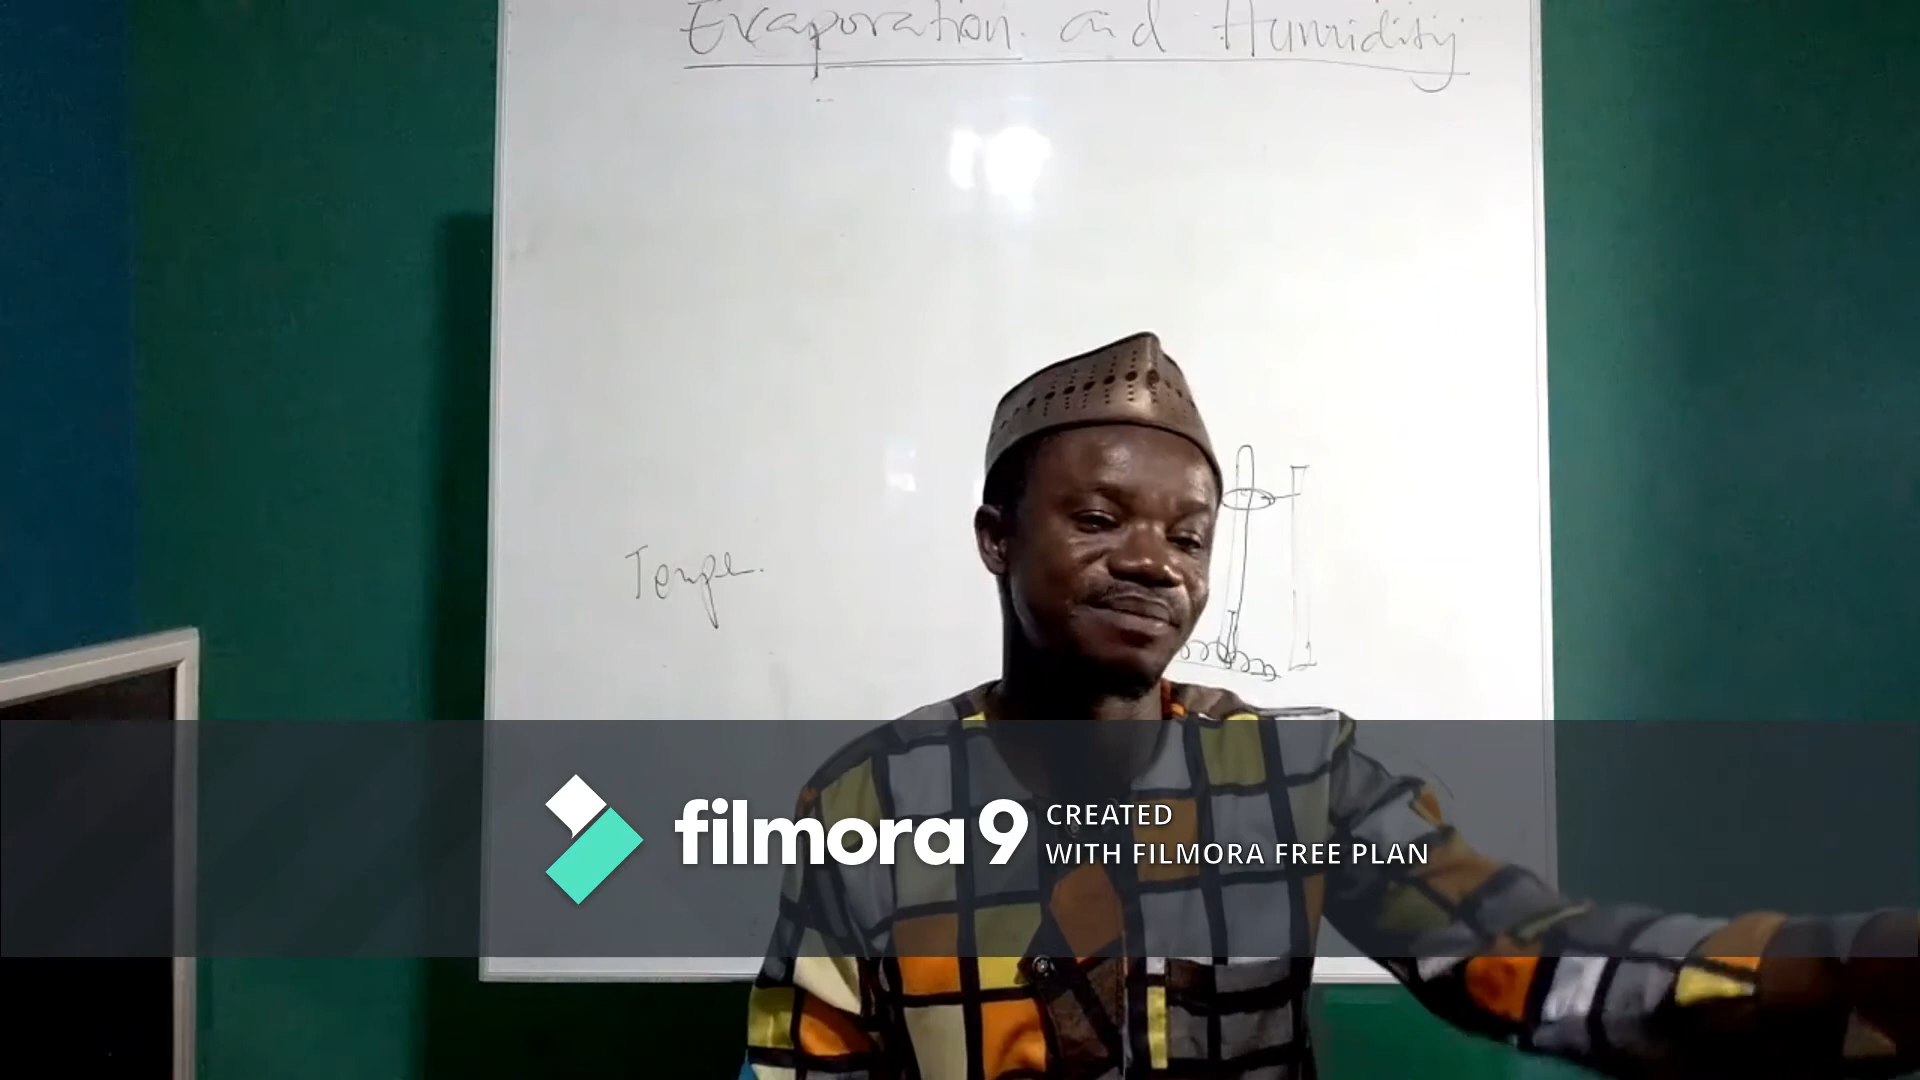 Evaporation and Humidity
Tempe.
filmora9
CREATED
WITH FILMORA FREE PLAN